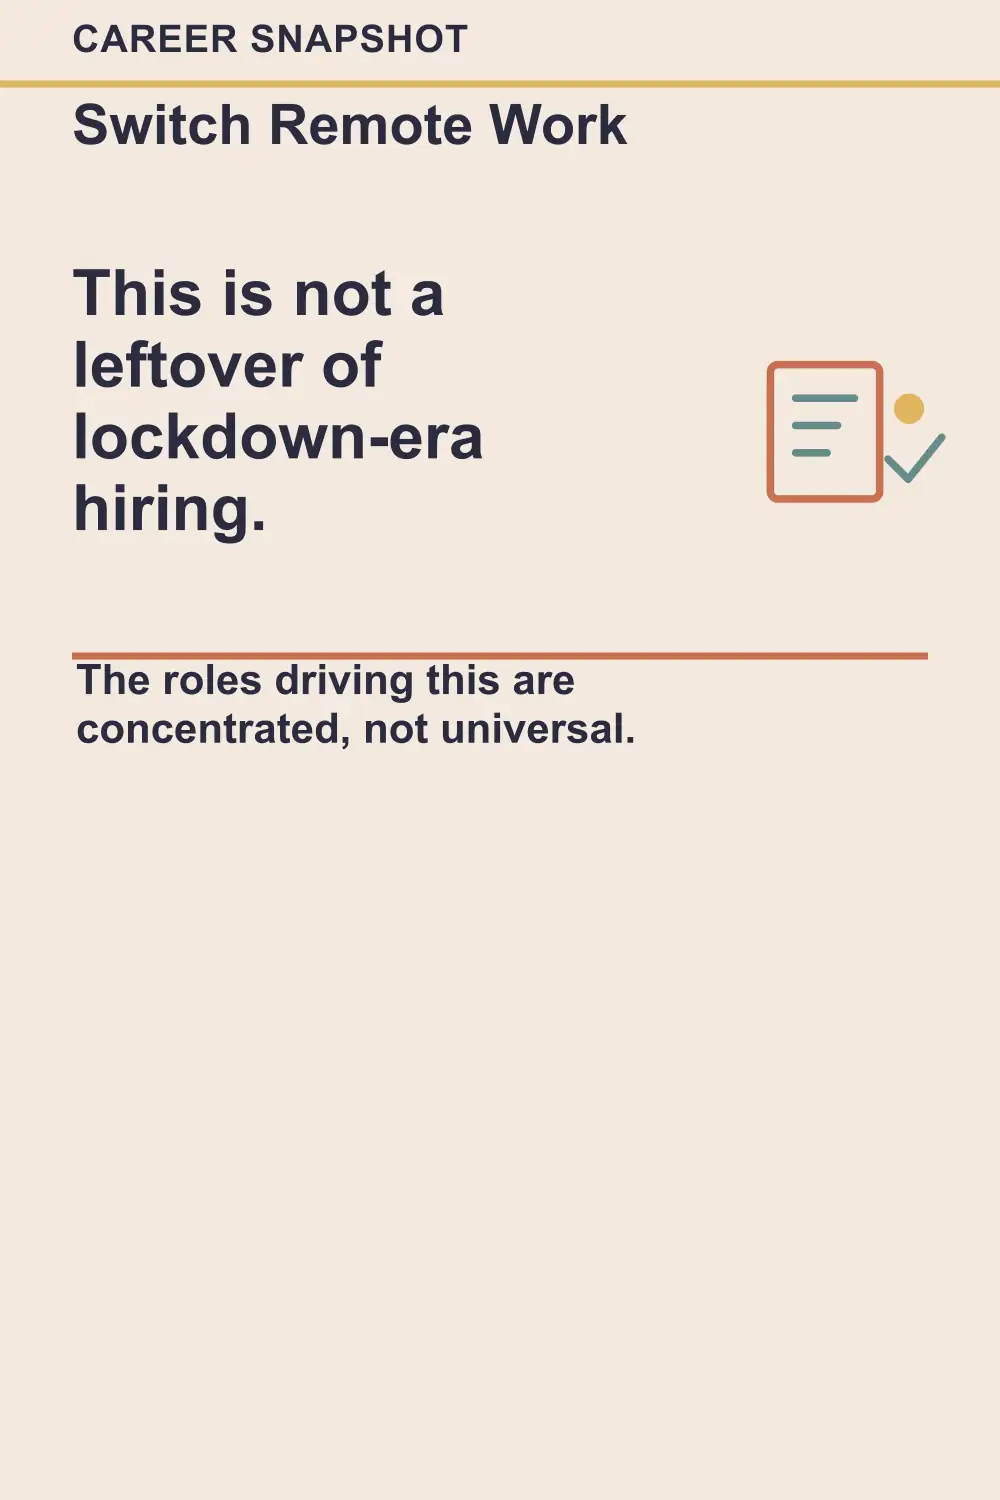 CAREER SNAPSHOT
Switch Remote Work
This is not a
leftover of
lockdown-era
hiring.
The roles driving this are
concentrated, not universal.